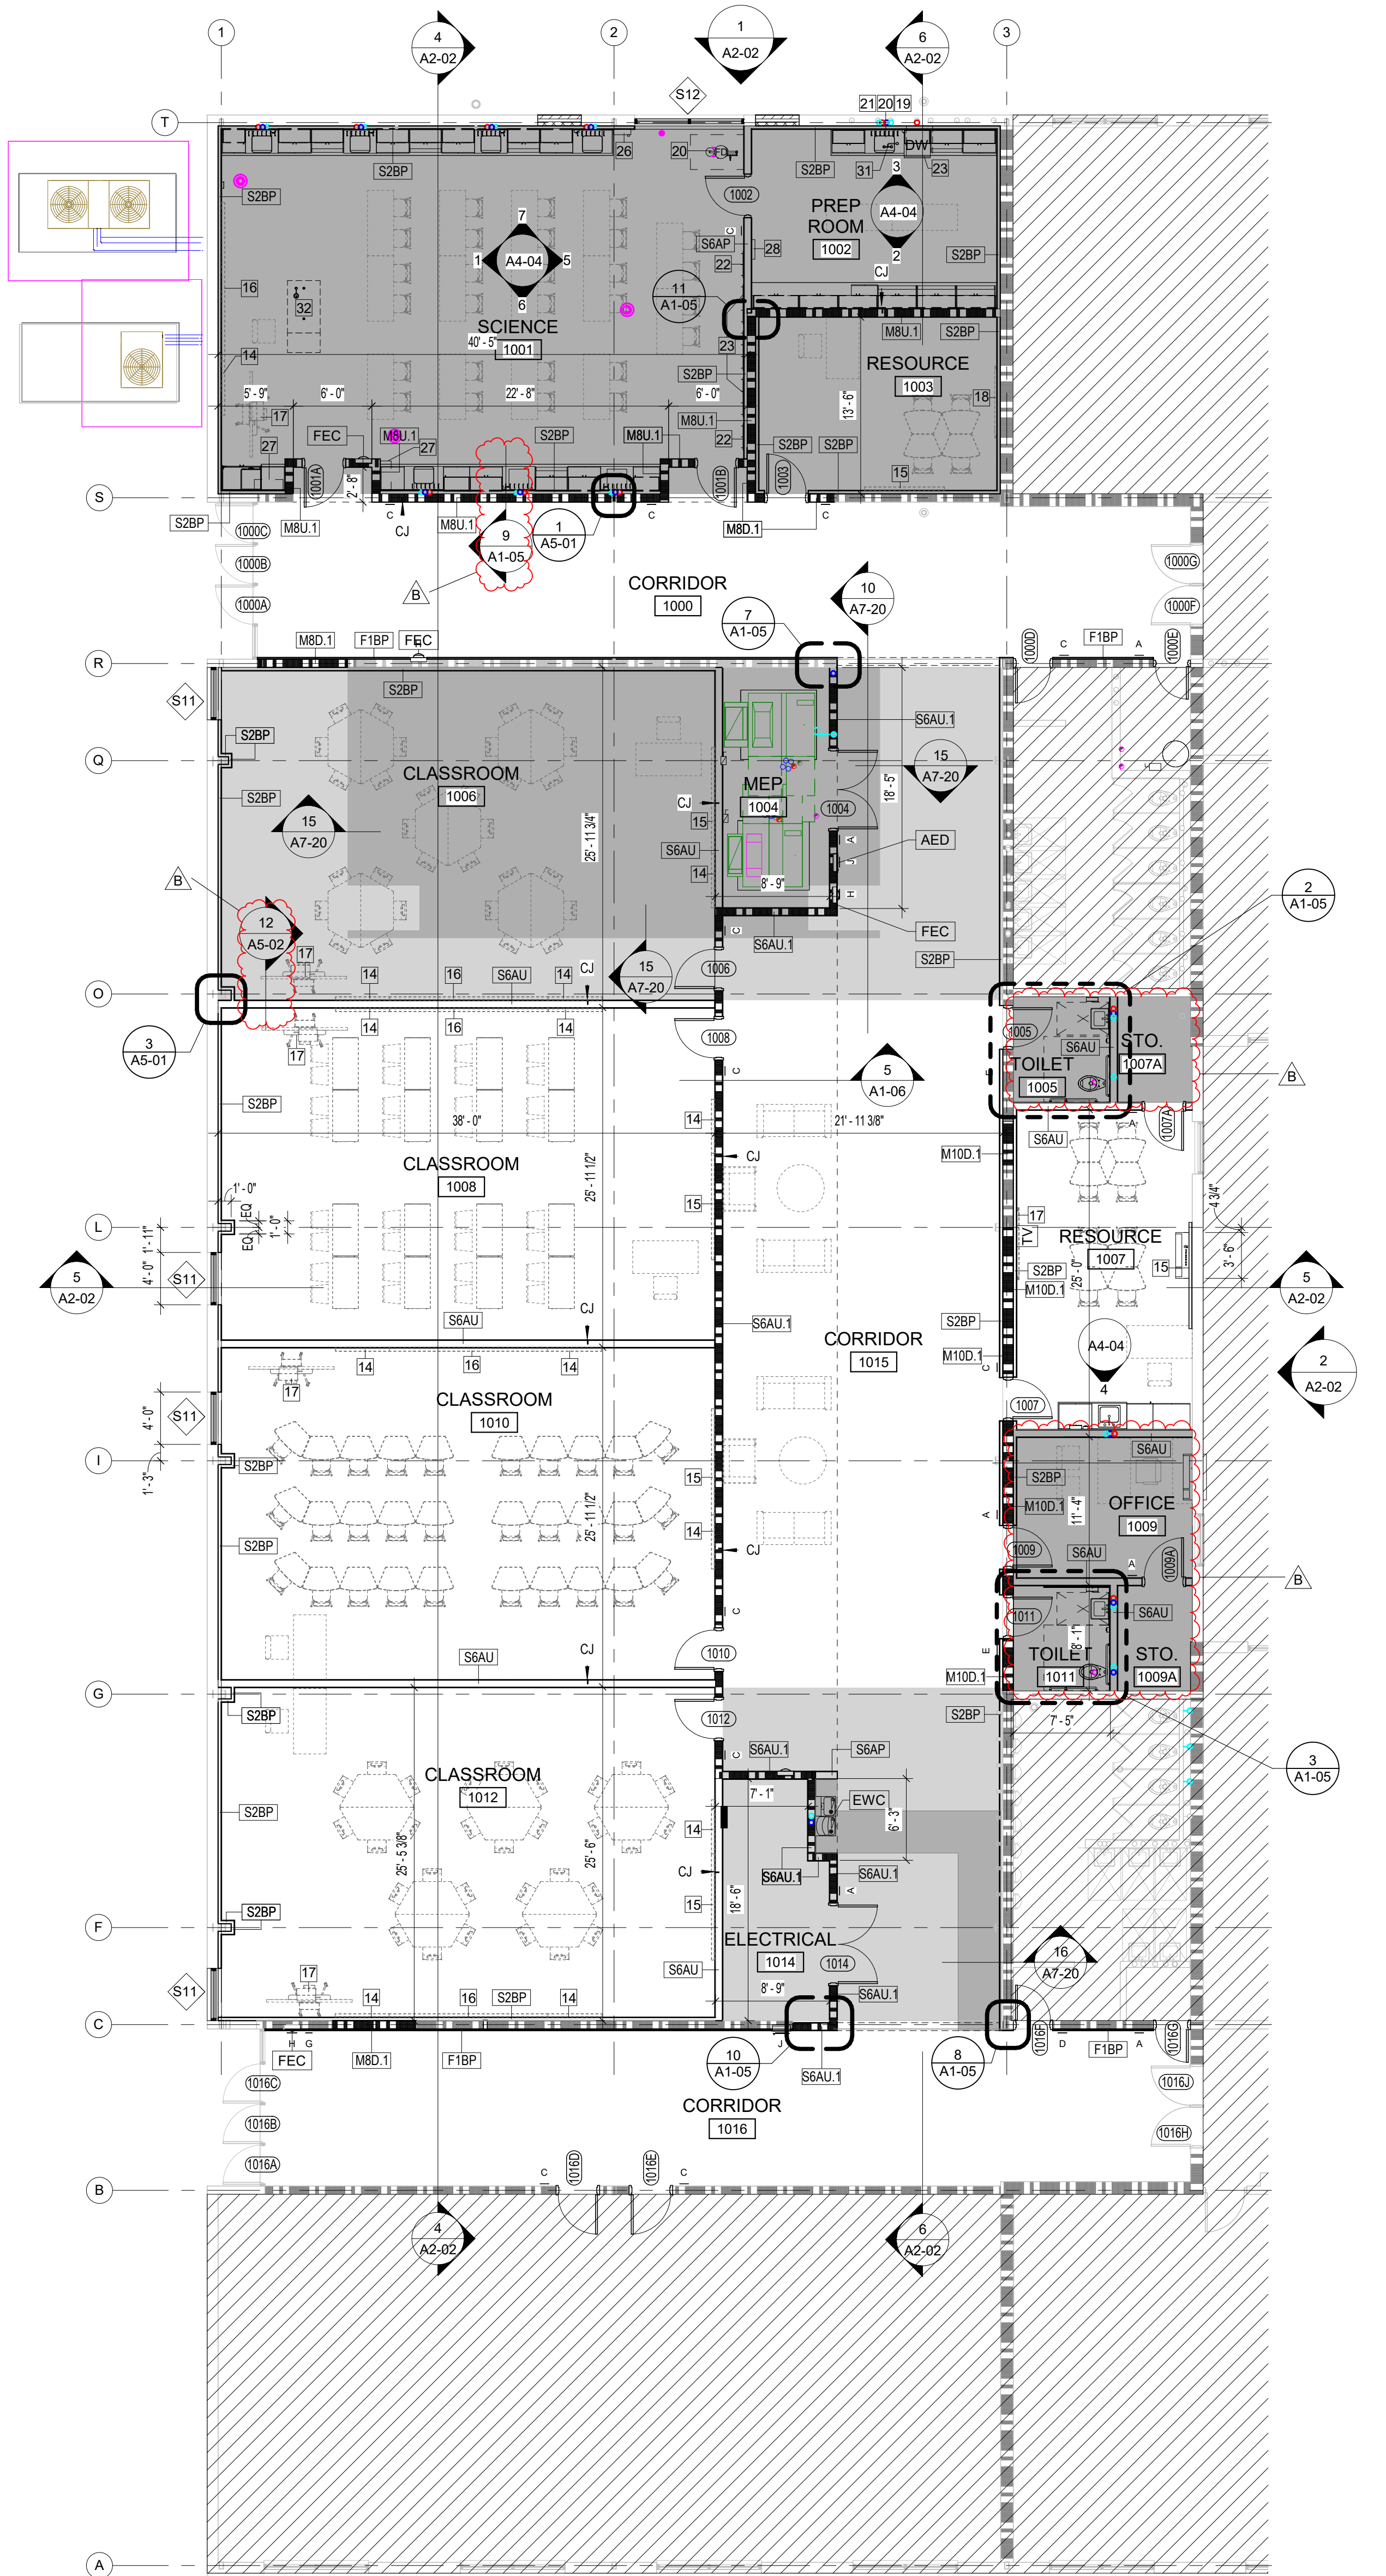 1
4
A2-02
2
1
A2-02
6
A2-02
3
S12
21 20 19
T
26
20
FD
DW
23
31
S2BP
S2BP
S2BP
1002
3
PREP
ROOM
1002
A4-04
2
S6AP
28
C
22
S2BP
CJ
7
1
A4-04
5
6
16
32
11
A1-05
SCIENCE
1001
40' - 5"
M8U.1
S2BP
RESOURCE
1003
23
14
S2BP
5' - 9"
6' - 0"
22' - 8"
6' - 0"
13' - 6"
18
17
M8U.1
FEC
M8U.1
S2BP
M8U.1
22
S2BP
S2BP
27
27
15
1001A
2' - 8"
1001B
1003
S
S2BP
M8U.1
C
CJ
M8U.1
C
M8D.1
C
1000C
9
A1-05
1
A5-01
1000B
1000G
B
CORRIDOR
1000
10
A7-20
1000A
1000F
7
A1-05
M8D.1
F1BP
FEC
1000D
C
F1BP
A
1000E
R
S2BP
S11
S6AU.1
S2BP
Q
CLASSROOM
1006
MEP
1004
15
A7-20
S2BP
CJ
1004
18' - 5"
15
A7-20
15
25' - 11 3/4"
S6AU
A
AED
J
14
8' - 9"
H
B
2
A1-05
12
A5-02
C
S6AU.1
FEC
S2BP
17
14
16
S6AU
14
CJ
15
A7-20
1006
O
14
16
14
17
1008
1005
S6AU
STO.
1007A
3
A5-01
TOILET
1005
5
A1-06
C
B
S2BP
14
38' - 0"
21' - 11 3/8"
S6AU
A
1007A
M10D.1
CJ
CLASSROOM
1008
25' - 11 1/2"
1' - 0"
15
4 3/4"
EQ
EQ
1' - 0"
17
TV
L
1' - 11"
RESOURCE
1007
3' - 6"
15
4' - 0"
S11
S2BP
25' - 0"
M10D.1
5
A2-02
5
A2-02
CJ
S6AU
S6AU.1
S2BP
CORRIDOR
1015
A4-04
4
M10D.1
2
A2-02
14
16
14
C
17
CLASSROOM
1010
1007
4' - 0"
S11
S6AU
I
S2BP
1' - 3"
15
S2BP
M10D.1
OFFICE
1009
11' - 4"
A
25' - 11 1/2"
14
S2BP
CJ
1009
S6AU
A
1009A
B
C
1011
S6AU
8' - 1"
E
S6AU
CJ
1010
TOILET
1011
STO.
1009A
M10D.1
G
S2BP
1012
S2BP
7' - 5"
C
S6AU.1
S6AP
3
A1-05
CLASSROOM
1012
7' - 1"
EWC
6' - 3"
S2BP
14
25' - 5 3/8"
25' - 6"
CJ
S6AU.1
S6AU.1
A
18' - 6"
S2BP
15
F
ELECTRICAL
1014
16
A7-20
1014
S6AU
17
14
16
S2BP
14
8' - 9"
S6AU.1
S11
C
H
G
FEC
M8D.1
F1BP
J
10
A1-05
S6AU.1
8
A1-05
1016F
D
F1BP
A
1016G
1016C
1016J
1016B
CORRIDOR
1016
1016H
1016A
C
1016D
1016E
C
B
4
A2-02
6
A2-02
A